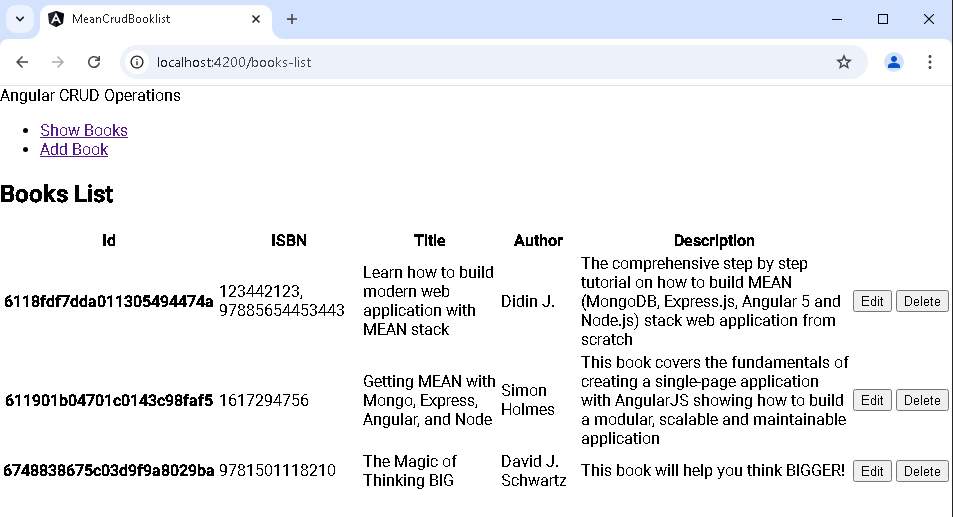 MeanCrudBooklist
localhost:4200/books-list
Angular CRUD Operations
Show Books
Add Book
Books List
Id ISBN Title Author Description
6118fdf7dda011305494474a 123442123, 97885654453443 Learn how to build modern web application with MEAN stack Didin J. The comprehensive step by step tutorial on how to build MEAN (MongoDB, Express.js, Angular 5 and Node.js) stack web application from scratch Edit Delete
611901b04701c0143c98faf5 1617294756 Getting MEAN with Mongo, Express, Angular, and Node Simon Holmes This book covers the fundamentals of creating a single-page application with AngularJS showing how to build a modular, scalable and maintainable application Edit Delete
6748838675c03d9f9a8029ba 9781501118210 The Magic of Thinking BIG David J. Schwartz This book will help you think BIGGER! Edit Delete